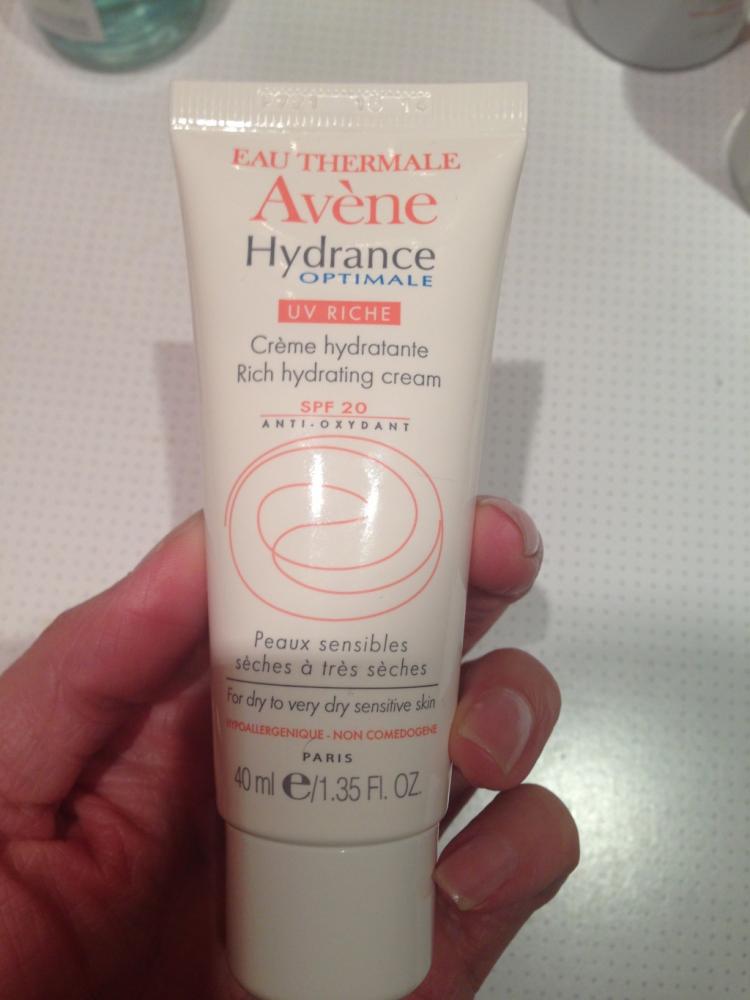 EAU THERMALE
Avène
Hydrance
OPTIMALE
UV RICHE
Crème hydratante
Rich hydrating cream
SPF 20
ANTI-OXYDANT
Peaux sensibles
sèches à très sèches
For dry to very dry sensitive skin
HYPOALLERGENIQUE - NON COMEDOGENE
PARIS
40 ml e/1.35 Fl. OZ.